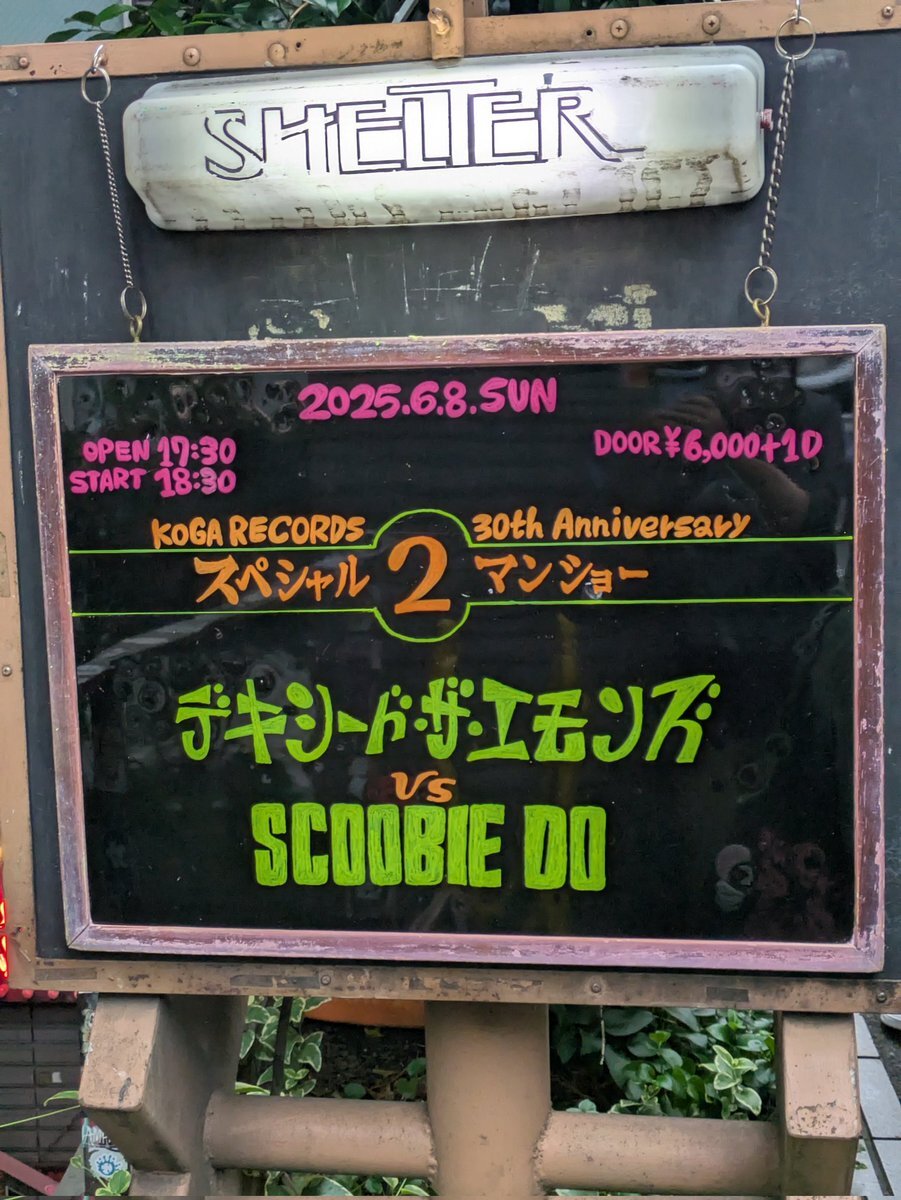 SHELTER
2025.6.8.SUN
OPEN 17:30
START 18:30
DOOR¥6,000+1D
KOGA RECORDS 30th Anniversary
スペシャル2マンショー
デキシード・ザ・エモンズ
vs
SCOOBIE DO